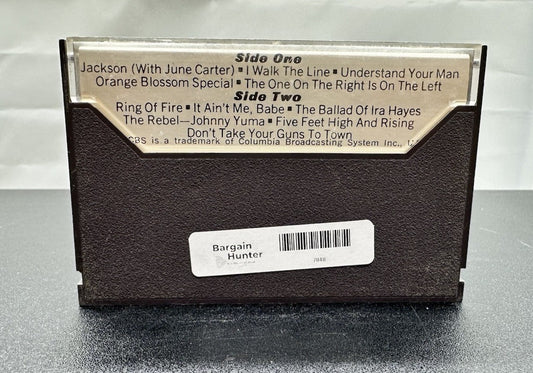 Side One
Jackson (With June Carter) ▪ I Walk The Line ▪ Understand Your Man
Orange Blossom Special ▪ The One On The Right Is On The Left
Side Two
Ring Of Fire ▪ It Ain't Me, Babe ▪ The Ballad Of Ira Hayes
The Rebel—Johnny Yuma ▪ Five Feet High And Rising
Don't Take Your Guns To Town
CBS is a trademark of Columbia Broadcasting System Inc.,
Bargain
Hunter